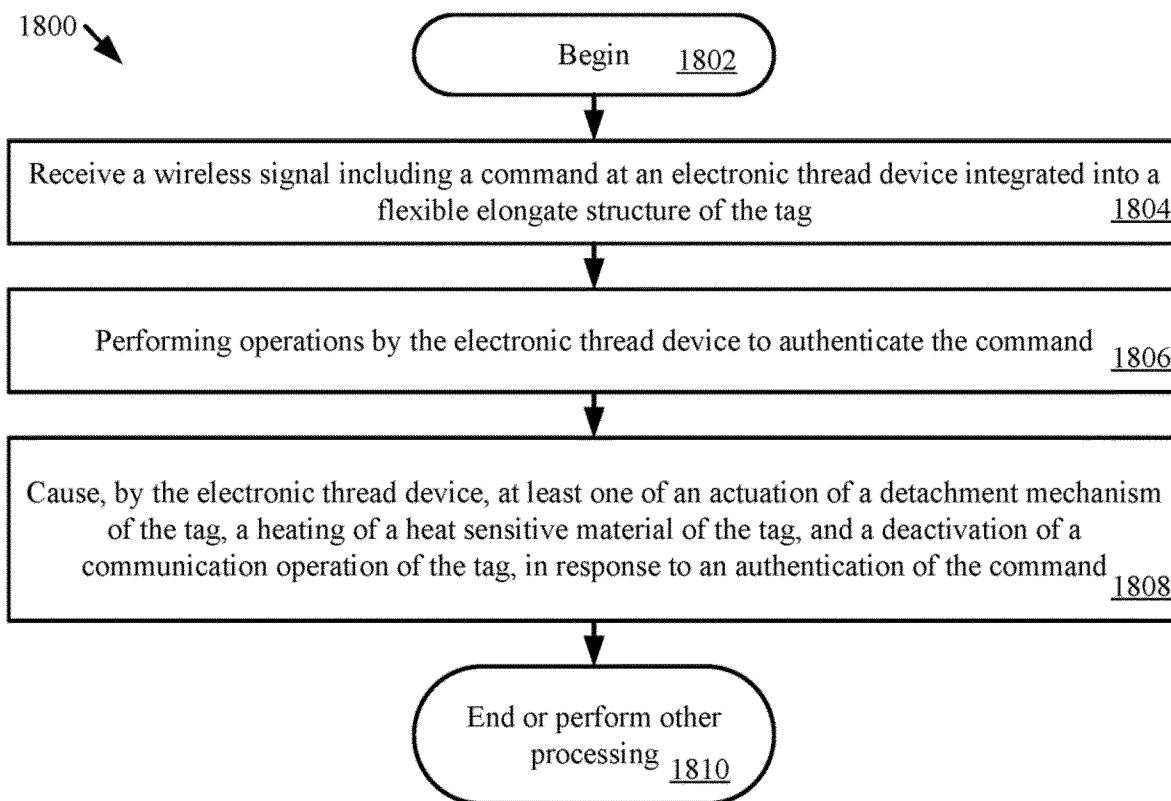 1800
Begin 1802
Receive a wireless signal including a command at an electronic thread device integrated into a
flexible elongate structure of the tag 1804
Performing operations by the electronic thread device to authenticate the command 1806
Cause, by the electronic thread device, at least one of an actuation of a detachment mechanism
of the tag, a heating of a heat sensitive material of the tag, and a deactivation of a
communication operation of the tag, in response to an authentication of the command 1808
End or perform other
processing 1810